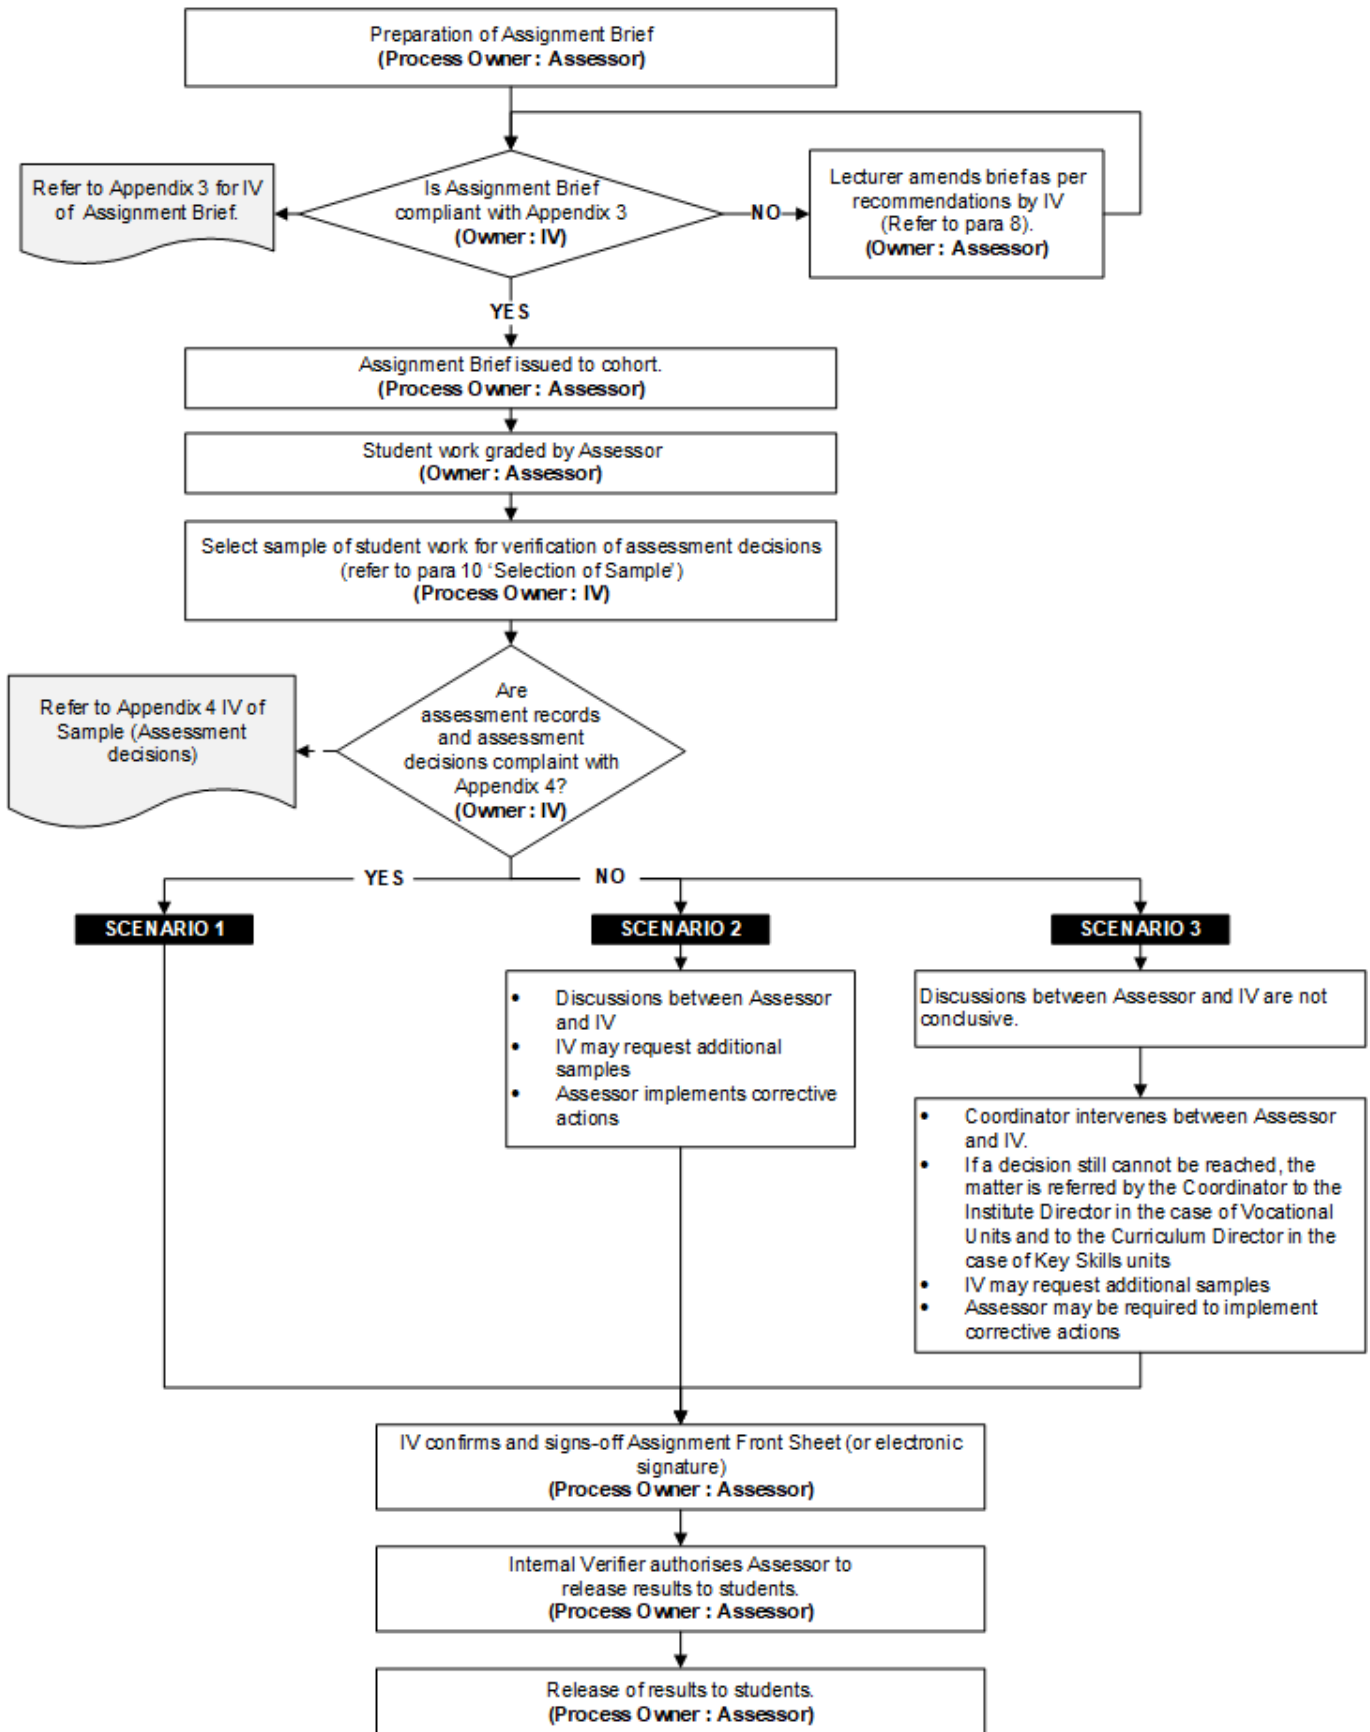 Preparation of Assignment Brief
(Process Owner : Assessor)
Refer to Appendix 3 for IV
of Assignment Brief.
Is Assignment Brief
compliant with Appendix 3
(Owner : IV)
NO
Lecturer amends brief as per
recommendations by IV
(Refer to para 8).
(Owner : Assessor)
YES
Assignment Brief issued to cohort.
(Process Owner : Assessor)
Student work graded by Assessor
(Owner : Assessor)
Select sample of student work for verification of assessment decisions
(refer to para 10 ‘Selection of Sample’)
(Process Owner : IV)
Refer to Appendix 4 IV of
Sample (Assessment
decisions)
Are
assessment records
and assessment
decisions complaint with
Appendix 4?
(Owner : IV)
YES
NO
SCENARIO 1
SCENARIO 2
SCENARIO 3
• Discussions between Assessor
and IV
• IV may request additional
samples
• Assessor implements corrective
actions
Discussions between Assessor and IV are not
conclusive.
• Coordinator intervenes between Assessor
and IV.
• If a decision still cannot be reached, the
matter is referred by the Coordinator to the
Institute Director in the case of Vocational
Units and to the Curriculum Director in the
case of Key Skills units
• IV may request additional samples
• Assessor may be required to implement
corrective actions
IV confirms and signs-off Assignment Front Sheet (or electronic
signature)
(Process Owner : Assessor)
Internal Verifier authorises Assessor to
release results to students.
(Process Owner : Assessor)
Release of results to students.
(Process Owner : Assessor)